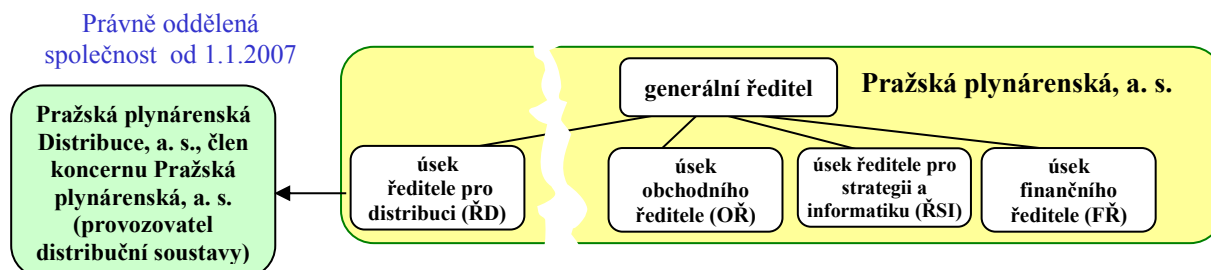 Právně oddělená
společnost od 1.1.2007
Pražská plynárenská
Distribuce, a. s., člen
koncernu Pražská
plynárenská, a. s.
(provozovatel
distribuční soustavy)
generální ředitel
Pražská plynárenská, a. s.
úsek
ředitele pro
distribuci (ŘD)
úsek
obchodního
ředitele (OŘ)
úsek ředitele pro
strategii a
informatiku (ŘSI)
úsek
finančního
ředitele (FŘ)